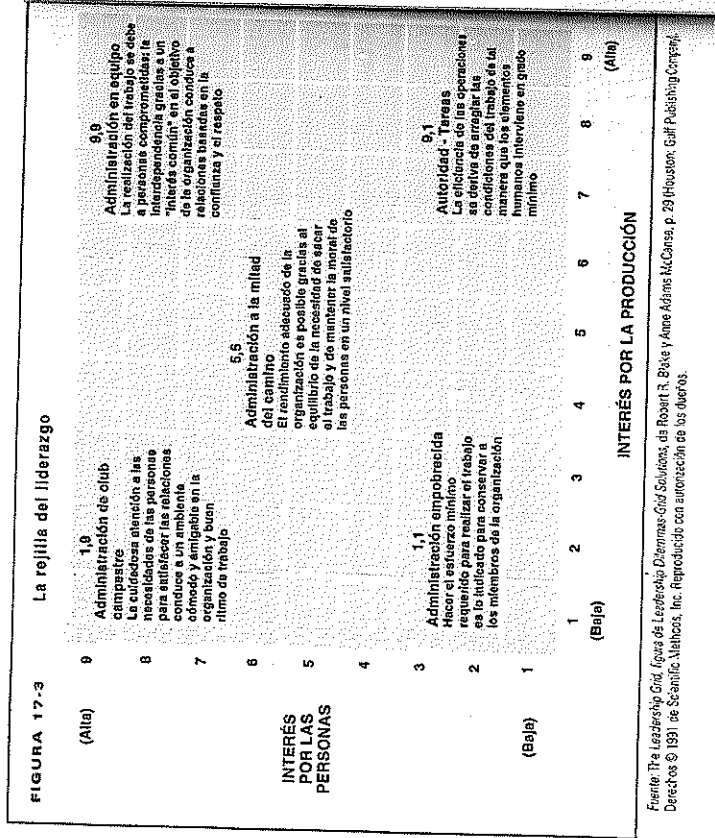 FIGURA 17-3
La rejilla del liderazgo
(Alta)
9
8
7
6
5
4
3
2
1
(Baja)
INTERÉS
POR LAS
PERSONAS
1,9
Administración de club
campestre
La cuidadosa atención a las
necesidades de las personas
para satisfacer las relaciones
conduce a un ambiente
cómodo y amigable en la
organización y buen
ritmo de trabajo
9,9
Administración en equipo
La realización del trabajo se debe
a personas comprometidas; la
interdependencia gracias a un
"interés común" en el objetivo
de la organización conduce a
relaciones basadas en la
confianza y el respeto
5,5
Administración a la mitad
del camino
El rendimiento adecuado de la
organización es posible gracias al
equilibrio de la necesidad de sacar
el trabajo y de mantener la moral de
las personas en un nivel satisfactorio
1,1
Administración empobrecida
Hacer el esfuerzo mínimo
requerido para realizar el trabajo
es lo indicado para conservar a
los miembros de la organización
9,1
Autoridad - Tareas
La eficiencia de las operaciones
se deriva de arreglar las
condiciones del trabajo de tal
manera que los elementos
humanos interviene en grado
mínimo
1 2 3 4 5 6 7 8 9
(Baja)
(Alta)
INTERÉS POR LA PRODUCCIÓN
Fuente: The Leadership Grid, figura de Leadership Dilemmas-Grid Solutions, de Robert R. Blake y Anne Adams McCanse, p. 29 (Houston: Gulf Publishing Company).
Derechos © 1991 de Scientific Methods, Inc. Reproducido con autorización de los dueños.